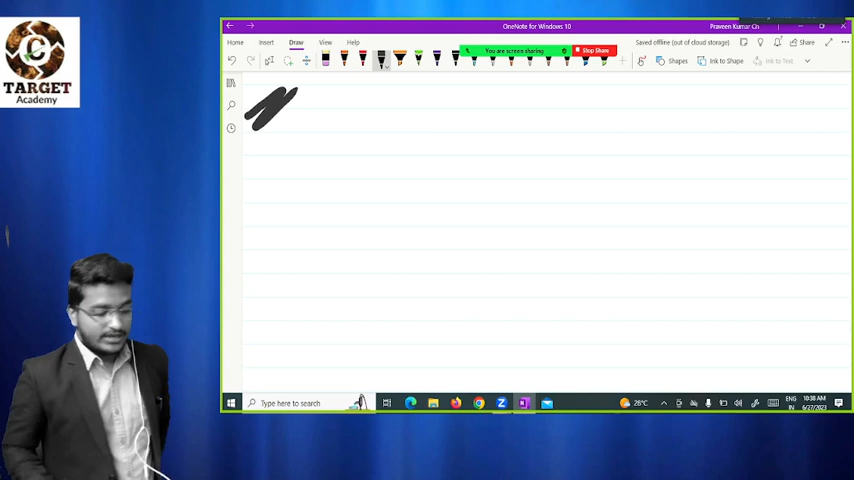 TARGET
Academy
OneNote for Windows 10
Praveen Kumar Ch
Home Insert Draw View Help
You are screen sharing
Stop Share
Saved offline (out of cloud storage)
Share
Shapes
Ink to Shape
Ink to Text
Type here to search
28°C
ENG
IN
10:38 AM
6/27/2023